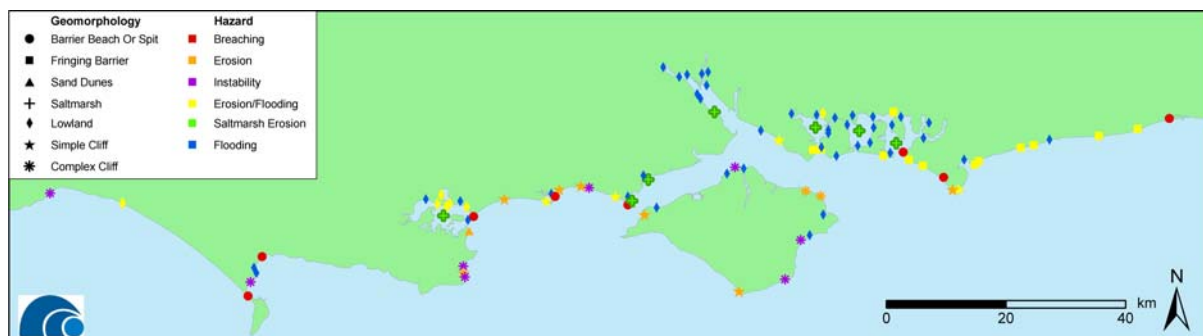 Geomorphology
Barrier Beach Or Spit
Fringing Barrier
Sand Dunes
Saltmarsh
Lowland
Simple Cliff
Complex Cliff
Hazard
Breaching
Erosion
Instability
Erosion/Flooding
Saltmarsh Erosion
Flooding
N
km
0 20 40